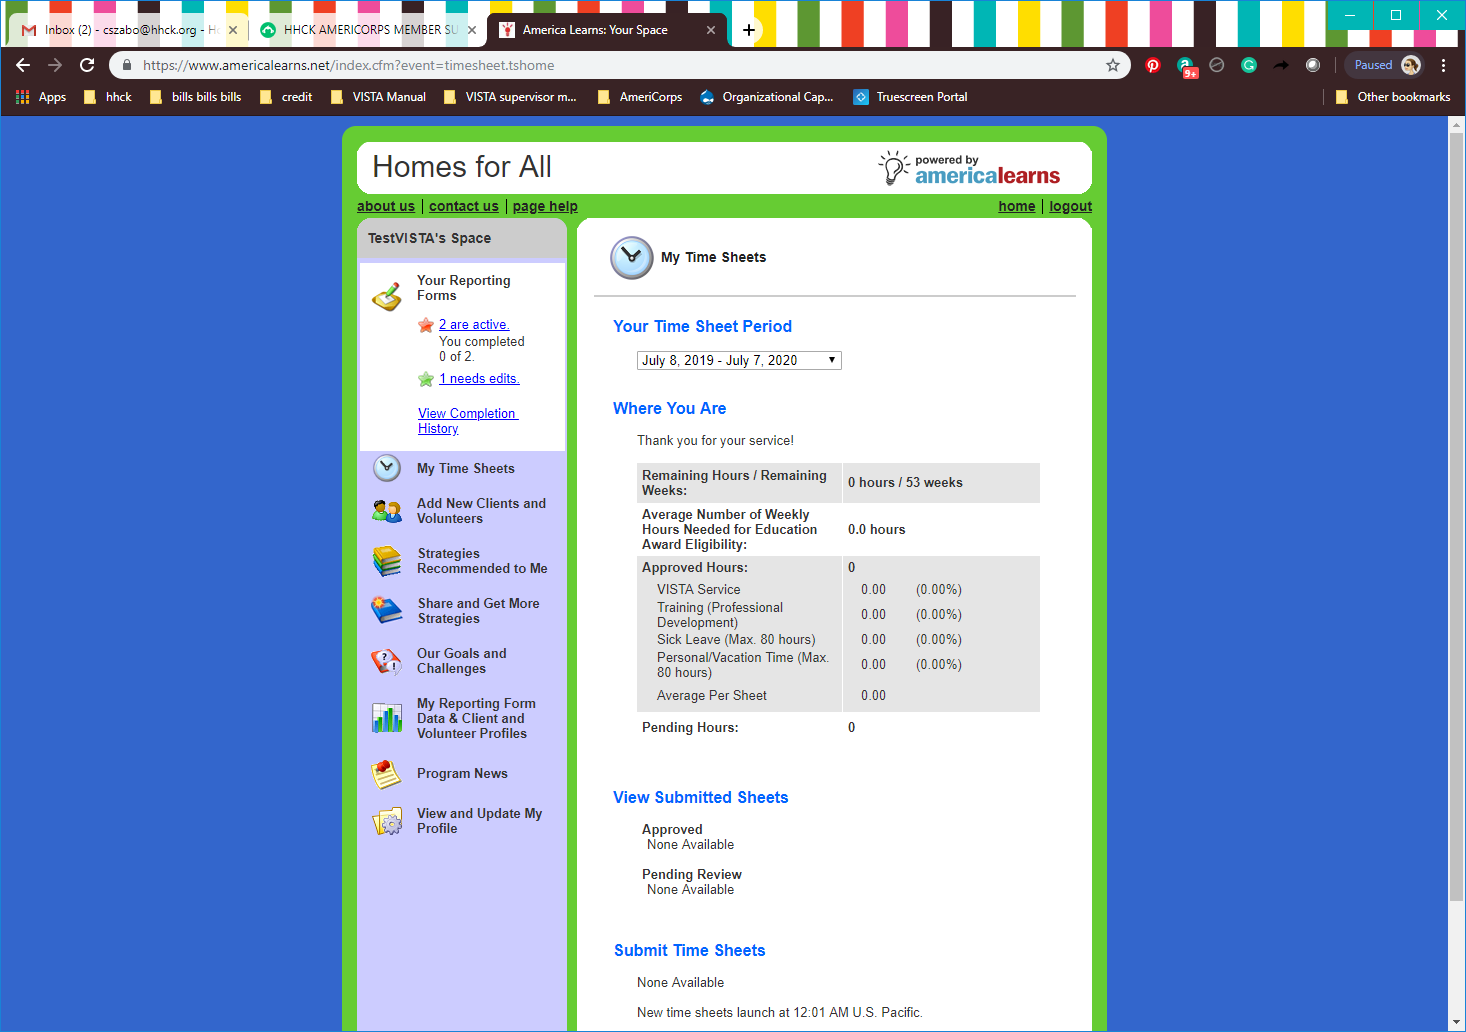 Inbox (2) - cszabo@hhck.org - H
HHCK AMERICORPS MEMBER SU
America Learns: Your Space
https://www.americalearns.net/index.cfm?event=timesheet.tshome
9+
Paused
Apps
hhck
bills bills bills
credit
VISTA Manual
VISTA supervisor m...
AmeriCorps
Organizational Cap...
Truescreen Portal
Other bookmarks
Homes for All
powered by
americalearns
about us | contact us | page help
home | logout
TestVISTA's Space
Your Reporting
Forms
2 are active.
You completed
0 of 2.
1 needs edits.
View Completion
History
My Time Sheets
Add New Clients and
Volunteers
Strategies
Recommended to Me
Share and Get More
Strategies
Our Goals and
Challenges
My Reporting Form
Data & Client and
Volunteer Profiles
Program News
View and Update My
Profile
My Time Sheets
Your Time Sheet Period
July 8, 2019 - July 7, 2020
Where You Are
Thank you for your service!
Remaining Hours / Remaining
Weeks:
0 hours / 53 weeks
Average Number of Weekly
Hours Needed for Education
Award Eligibility:
0.0 hours
Approved Hours: 0
VISTA Service 0.00 (0.00%)
Training (Professional
Development)
0.00 (0.00%)
Sick Leave (Max. 80 hours) 0.00 (0.00%)
Personal/Vacation Time (Max.
80 hours)
0.00 (0.00%)
Average Per Sheet 0.00
Pending Hours: 0
View Submitted Sheets
Approved
None Available
Pending Review
None Available
Submit Time Sheets
None Available
New time sheets launch at 12:01 AM U.S. Pacific.